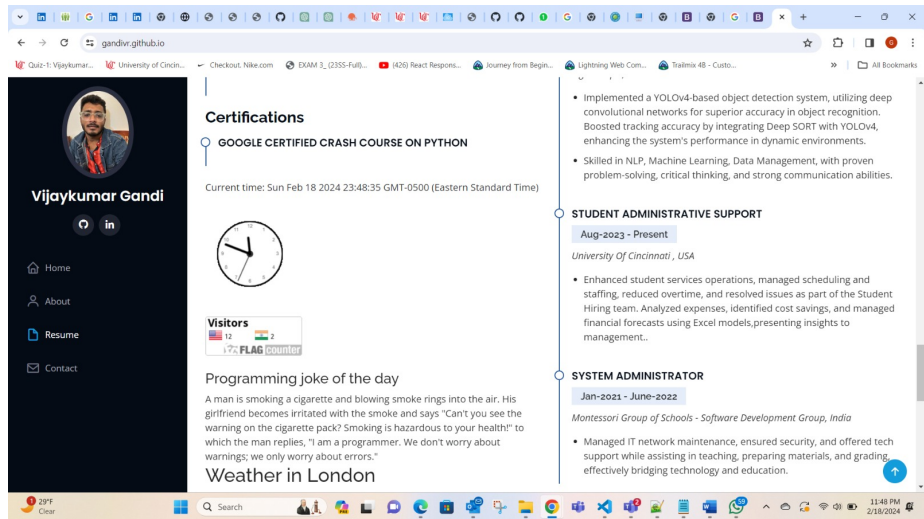 gandivr.github.io
Quiz-1: Vijaykumar...
University of Cincin...
Checkout. Nike.com
EXAM 3_ (23SS-Full)...
(426) React Respons...
Journey from Begin...
Lightning Web Com...
Trailmix 4B - Custo...
All Bookmarks
Vijaykumar Gandi
Home
About
Resume
Contact
Certifications
GOOGLE CERTIFIED CRASH COURSE ON PYTHON
Current time: Sun Feb 18 2024 23:48:35 GMT-0500 (Eastern Standard Time)
Visitors
12
2
FLAG counter
Programming joke of the day
A man is smoking a cigarette and blowing smoke rings into the air. His
girlfriend becomes irritated with the smoke and says "Can't you see the
warning on the cigarette pack? Smoking is hazardous to your health!" to
which the man replies, "I am a programmer. We don't worry about
warnings; we only worry about errors."
Weather in London
Implemented a YOLOv4-based object detection system, utilizing deep
convolutional networks for superior accuracy in object recognition.
Boosted tracking accuracy by integrating Deep SORT with YOLOv4,
enhancing the system's performance in dynamic environments.
Skilled in NLP, Machine Learning, Data Management, with proven
problem-solving, critical thinking, and strong communication abilities.
STUDENT ADMINISTRATIVE SUPPORT
Aug-2023 - Present
University Of Cincinnati , USA
Enhanced student services operations, managed scheduling and
staffing, reduced overtime, and resolved issues as part of the Student
Hiring team. Analyzed expenses, identified cost savings, and managed
financial forecasts using Excel models,presenting insights to
management..
SYSTEM ADMINISTRATOR
Jan-2021 - June-2022
Montessori Group of Schools - Software Development Group, India
Managed IT network maintenance, ensured security, and offered tech
support while assisting in teaching, preparing materials, and grading,
effectively bridging technology and education.
29°F
Clear
Search
11:48 PM
2/18/2024